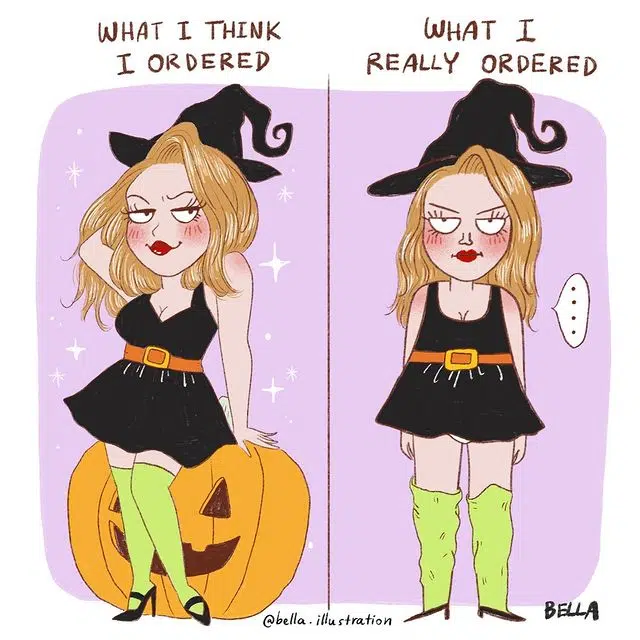 WHAT I THINK
I ORDERED
WHAT I
REALLY ORDERED
....
@bella.illustration
BELLA